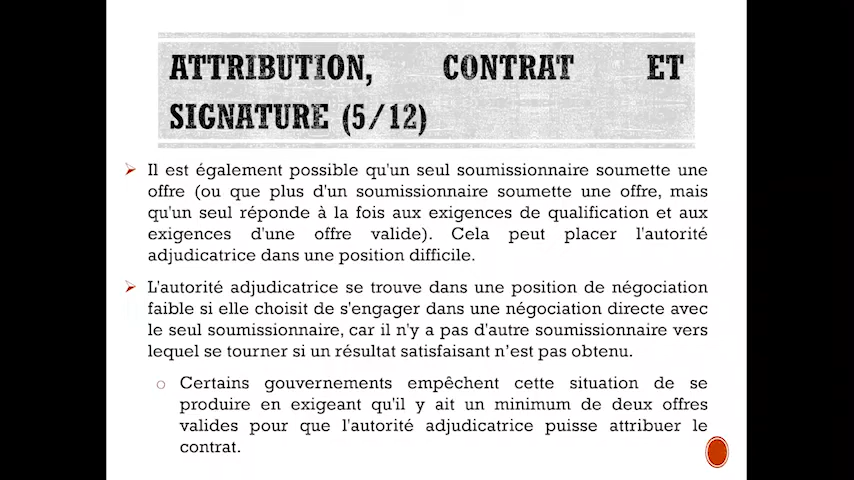 ATTRIBUTION, CONTRAT ET
SIGNATURE (5/12)
Il est également possible qu'un seul soumissionnaire soumette une
offre (ou que plus d'un soumissionnaire soumette une offre, mais
qu'un seul réponde à la fois aux exigences de qualification et aux
exigences d'une offre valide). Cela peut placer l'autorité
adjudicatrice dans une position difficile.
L'autorité adjudicatrice se trouve dans une position de négociation
faible si elle choisit de s'engager dans une négociation directe avec
le seul soumissionnaire, car il n'y a pas d'autre soumissionnaire vers
lequel se tourner si un résultat satisfaisant n’est pas obtenu.
Certains gouvernements empêchent cette situation de se
produire en exigeant qu'il y ait un minimum de deux offres
valides pour que l'autorité adjudicatrice puisse attribuer le
contrat.